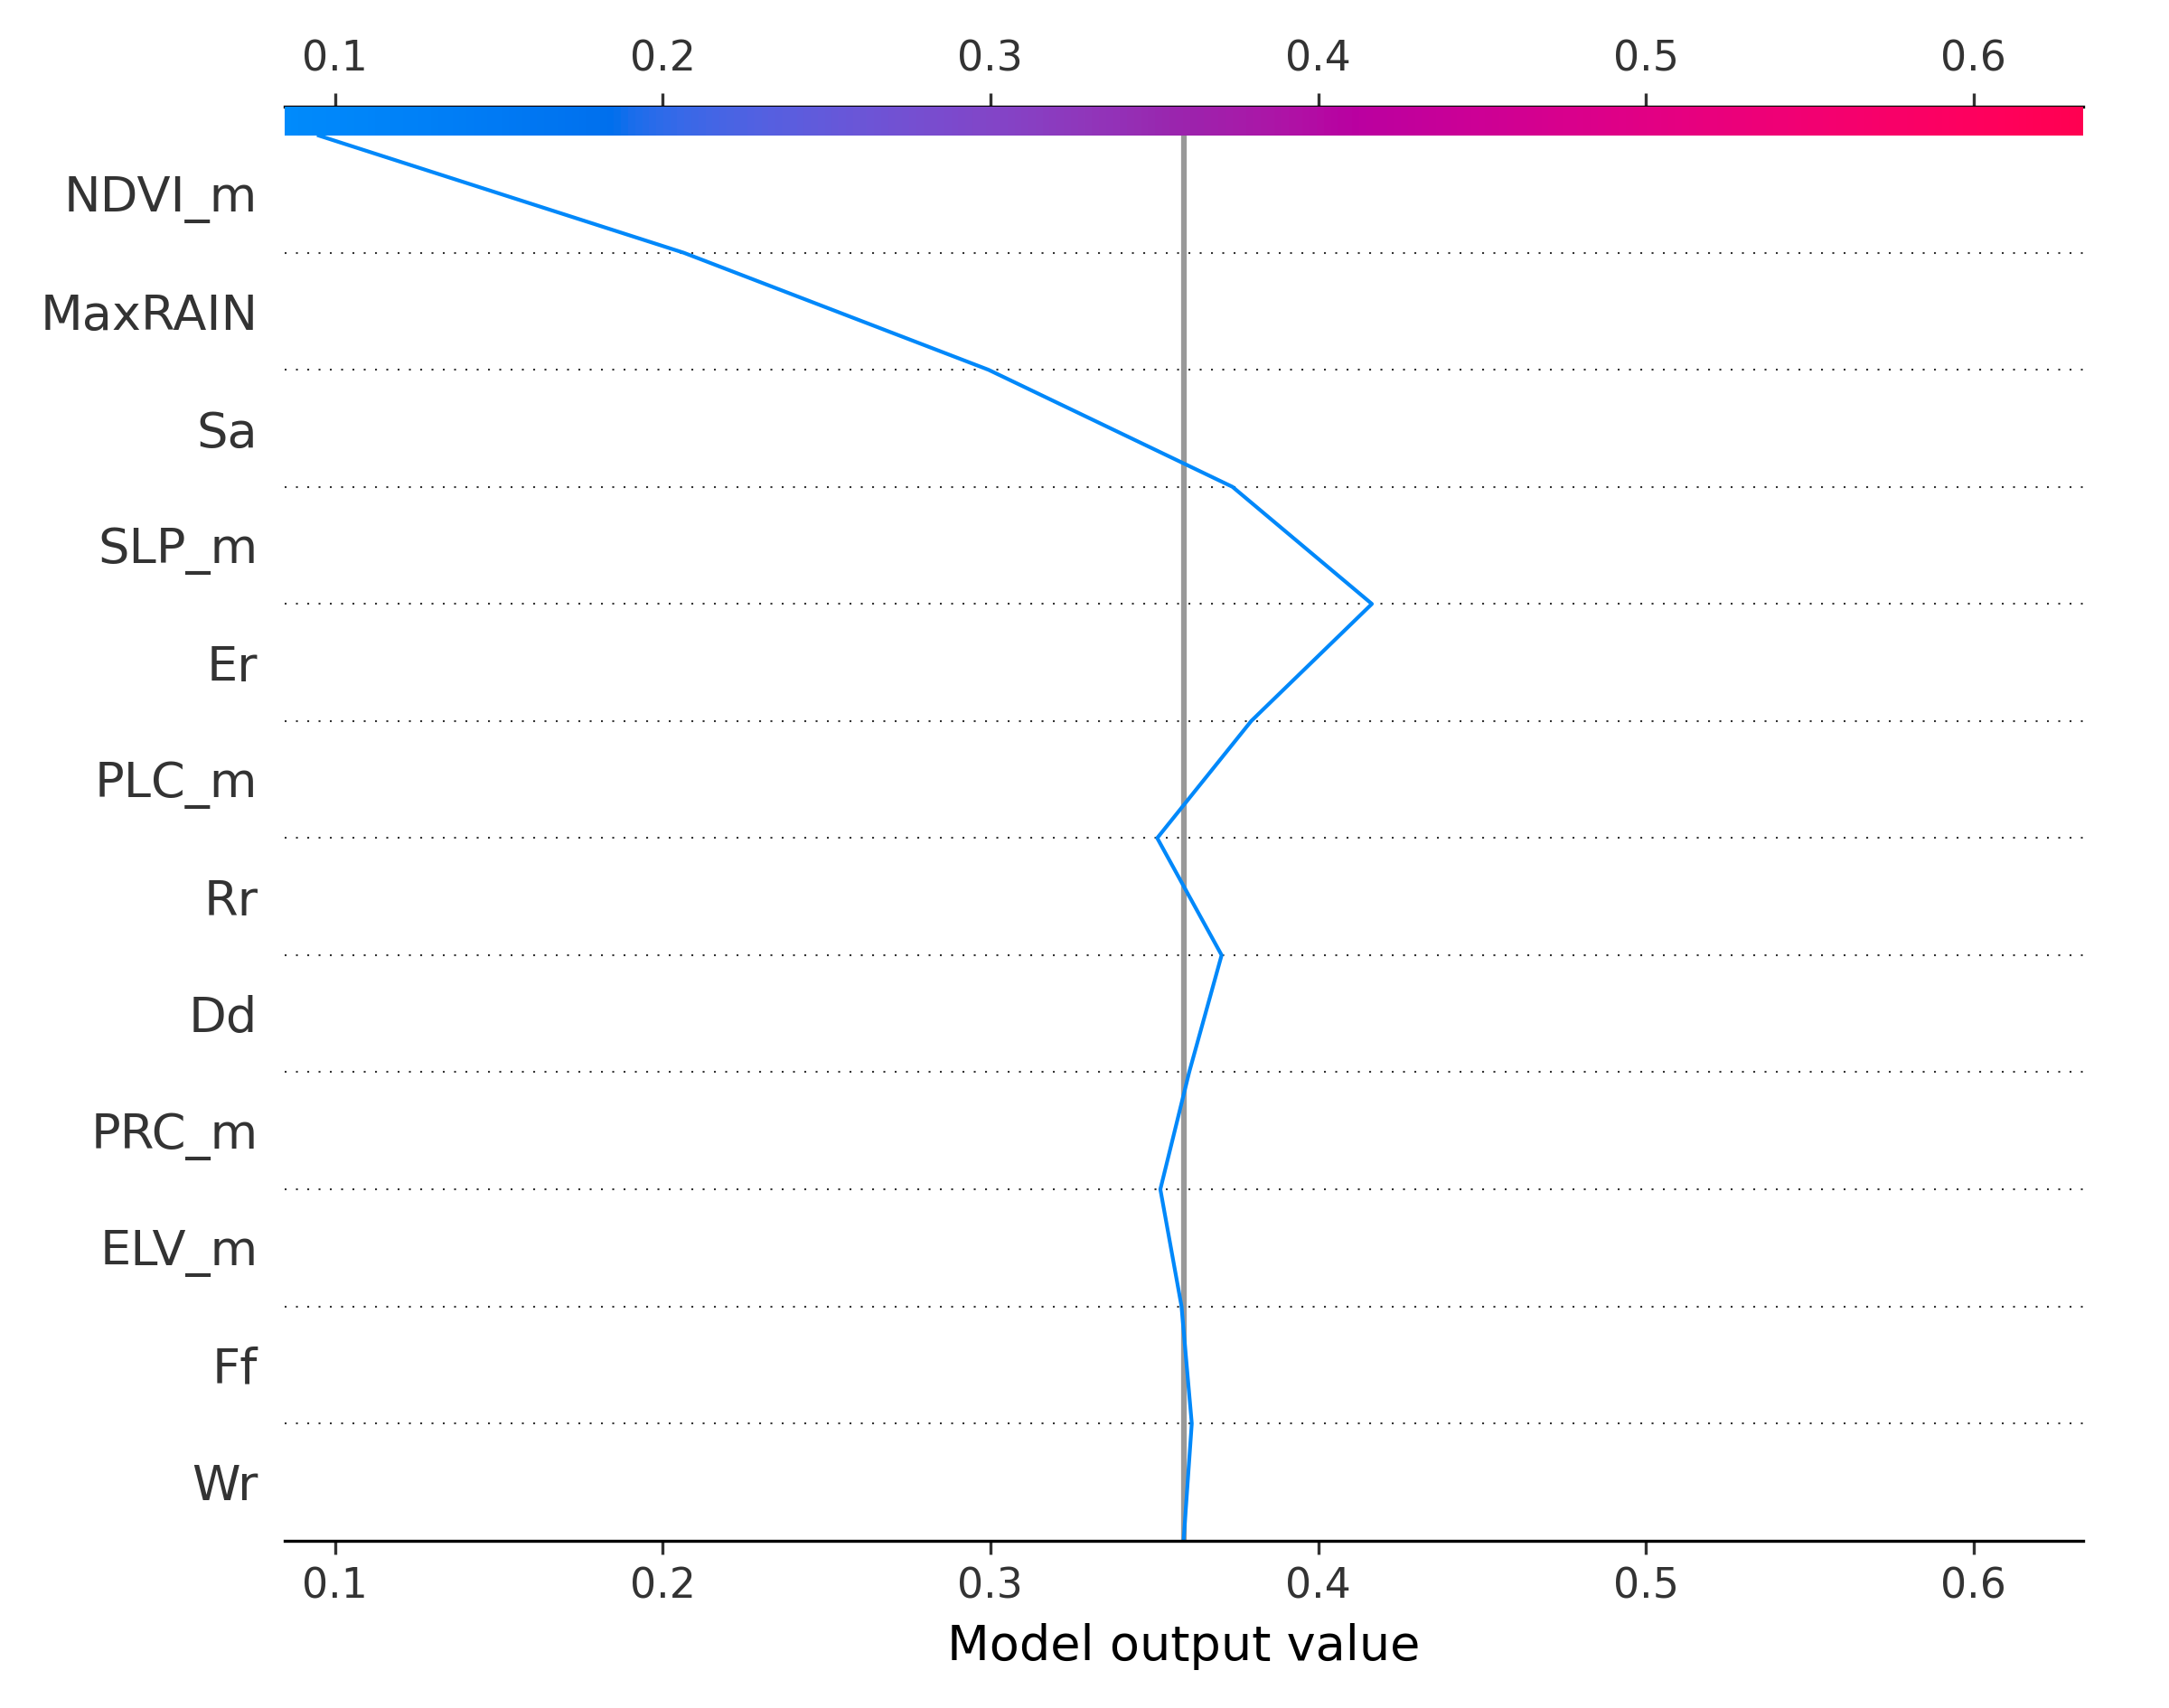 0.1 0.2 0.3 0.4 0.5 0.6
NDVI_m
MaxRAIN
Sa
SLP_m
Er
PLC_m
Rr
Dd
PRC_m
ELV_m
Ff
Wr
0.1 0.2 0.3 0.4 0.5 0.6
Model output value